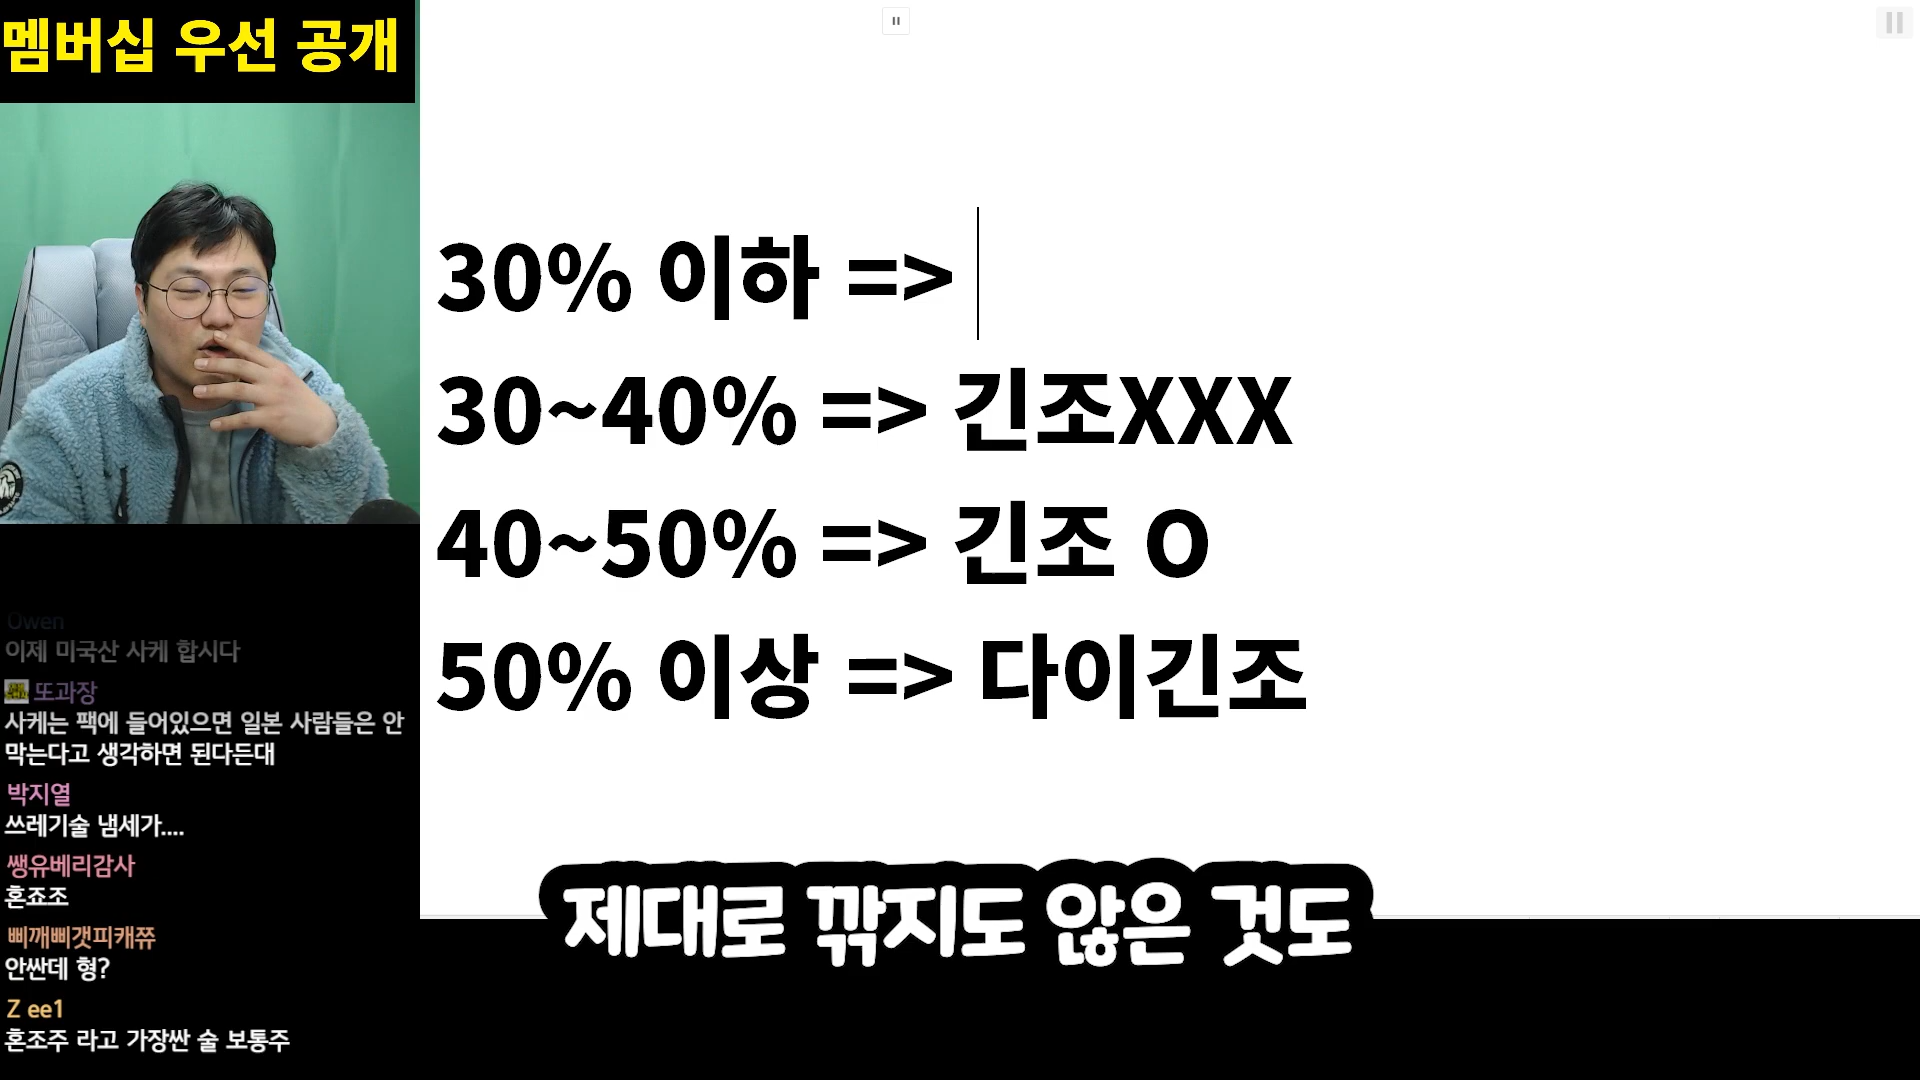 멤버십 우선 공개
30% 이하 =>
30~40% => 긴조XXX
40~50% => 긴조 O
50% 이상 => 다이긴조
Owen
이제 미국산 사케 합시다
또과장
사케는 팩에 들어있으면 일본 사람들은 안
막는다고 생각하면 된다든대
박지열
쓰레기술 냄세가....
쌩유베리감사
혼죠조
삐깨삐갯피캐쮸
안싼데 형?
Z ee1
혼조주 라고 가장싼 술 보통주
제대로 깎지도 않은 것도